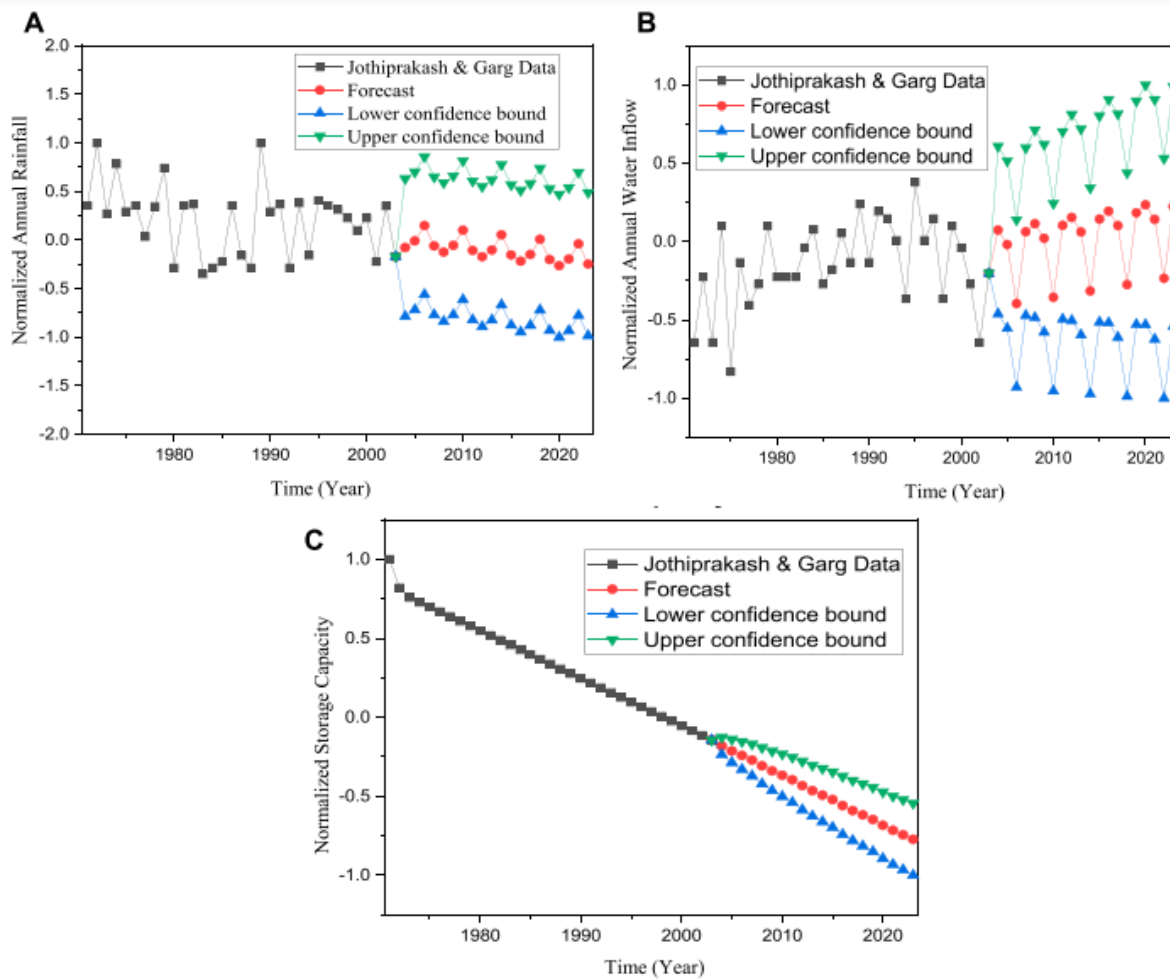 A
2.0
1.5
1.0
0.5
0.0
-0.5
-1.0
-1.5
-2.0
Normalized Annual Rainfall
Jothiprakash & Garg Data
Forecast
Lower confidence bound
Upper confidence bound
1980
1990
2000
2010
2020
Time (Year)
B
1.0
0.5
0.0
-0.5
-1.0
Normalized Annual Water Inflow
Jothiprakash & Garg Data
Forecast
Lower confidence bound
Upper confidence bound
1980
1990
2000
2010
2020
Time (Year)
C
1.0
0.5
0.0
-0.5
-1.0
Normalized Storage Capacity
Jothiprakash & Garg Data
Forecast
Lower confidence bound
Upper confidence bound
1980
1990
2000
2010
2020
Time (Year)